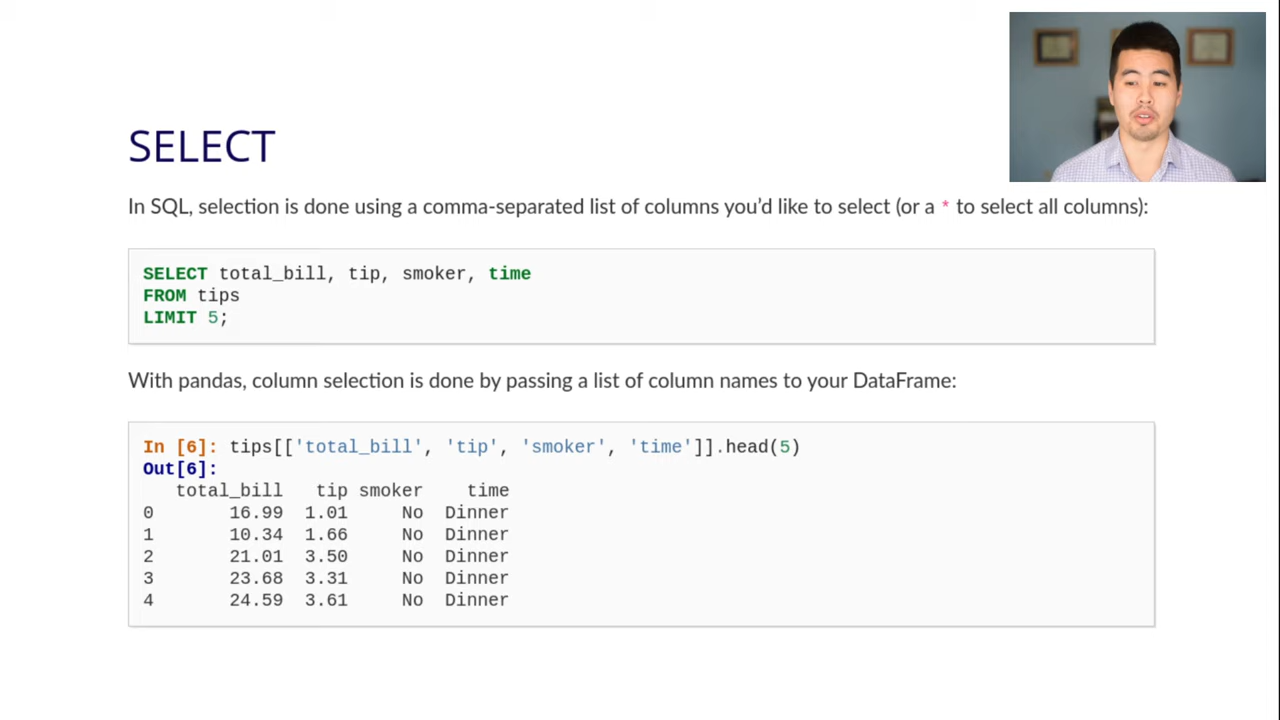 SELECT
In SQL, selection is done using a comma-separated list of columns you’d like to select (or a * to select all columns):
SELECT total_bill, tip, smoker, time
FROM tips
LIMIT 5;
With pandas, column selection is done by passing a list of column names to your DataFrame:
In [6]: tips[['total_bill', 'tip', 'smoker', 'time']].head(5)
Out[6]:
total_bill tip smoker time
0 16.99 1.01 No Dinner
1 10.34 1.66 No Dinner
2 21.01 3.50 No Dinner
3 23.68 3.31 No Dinner
4 24.59 3.61 No Dinner